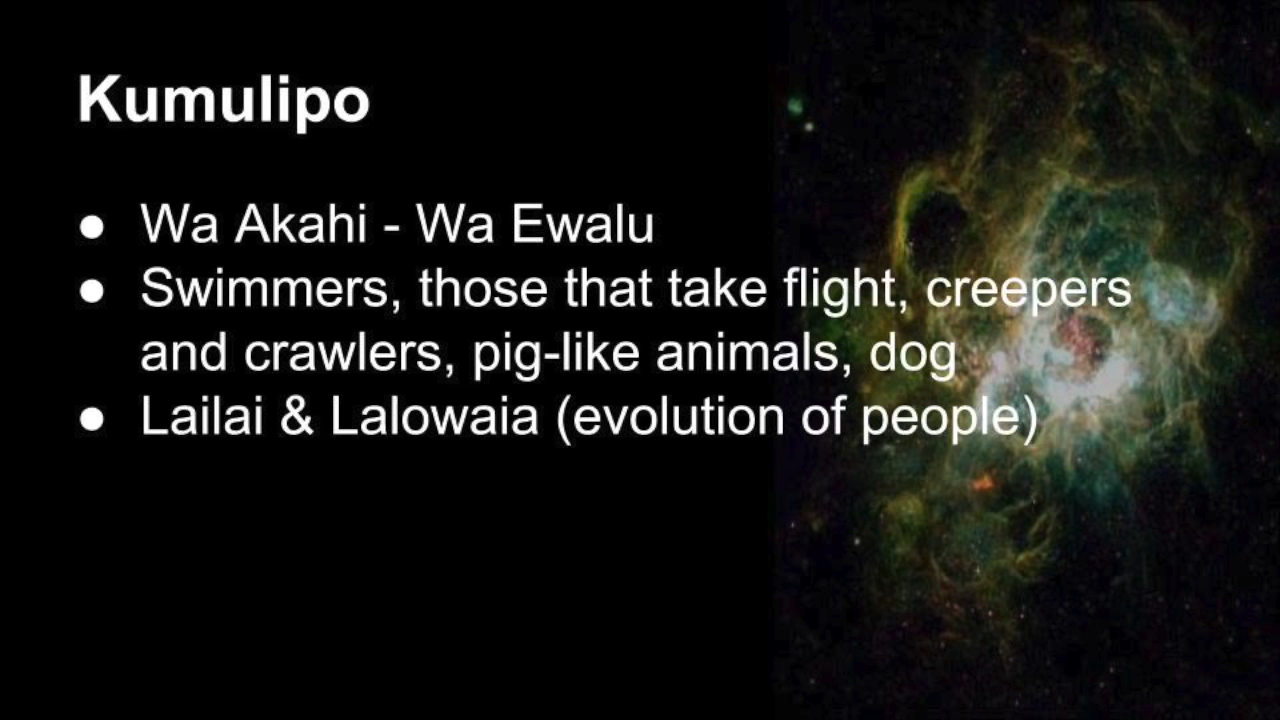 Kumulipo
● Wa Akahi - Wa Ewalu
● Swimmers, those that take flight, creepers
and crawlers, pig-like animals, dog
● Lailai & Lalowaia (evolution of people)